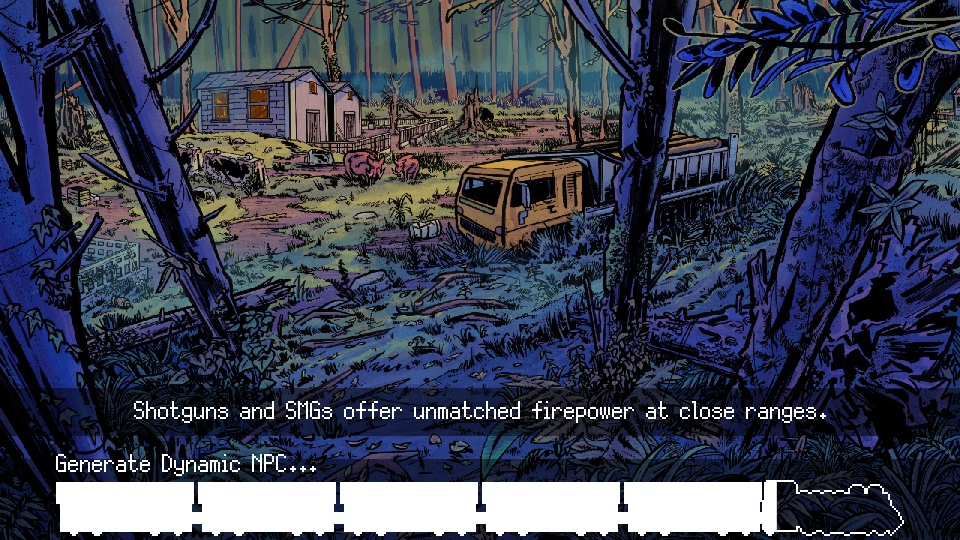 Shotguns and SMGs offer unmatched firepower at close ranges.
Generate Dynamic NPC...